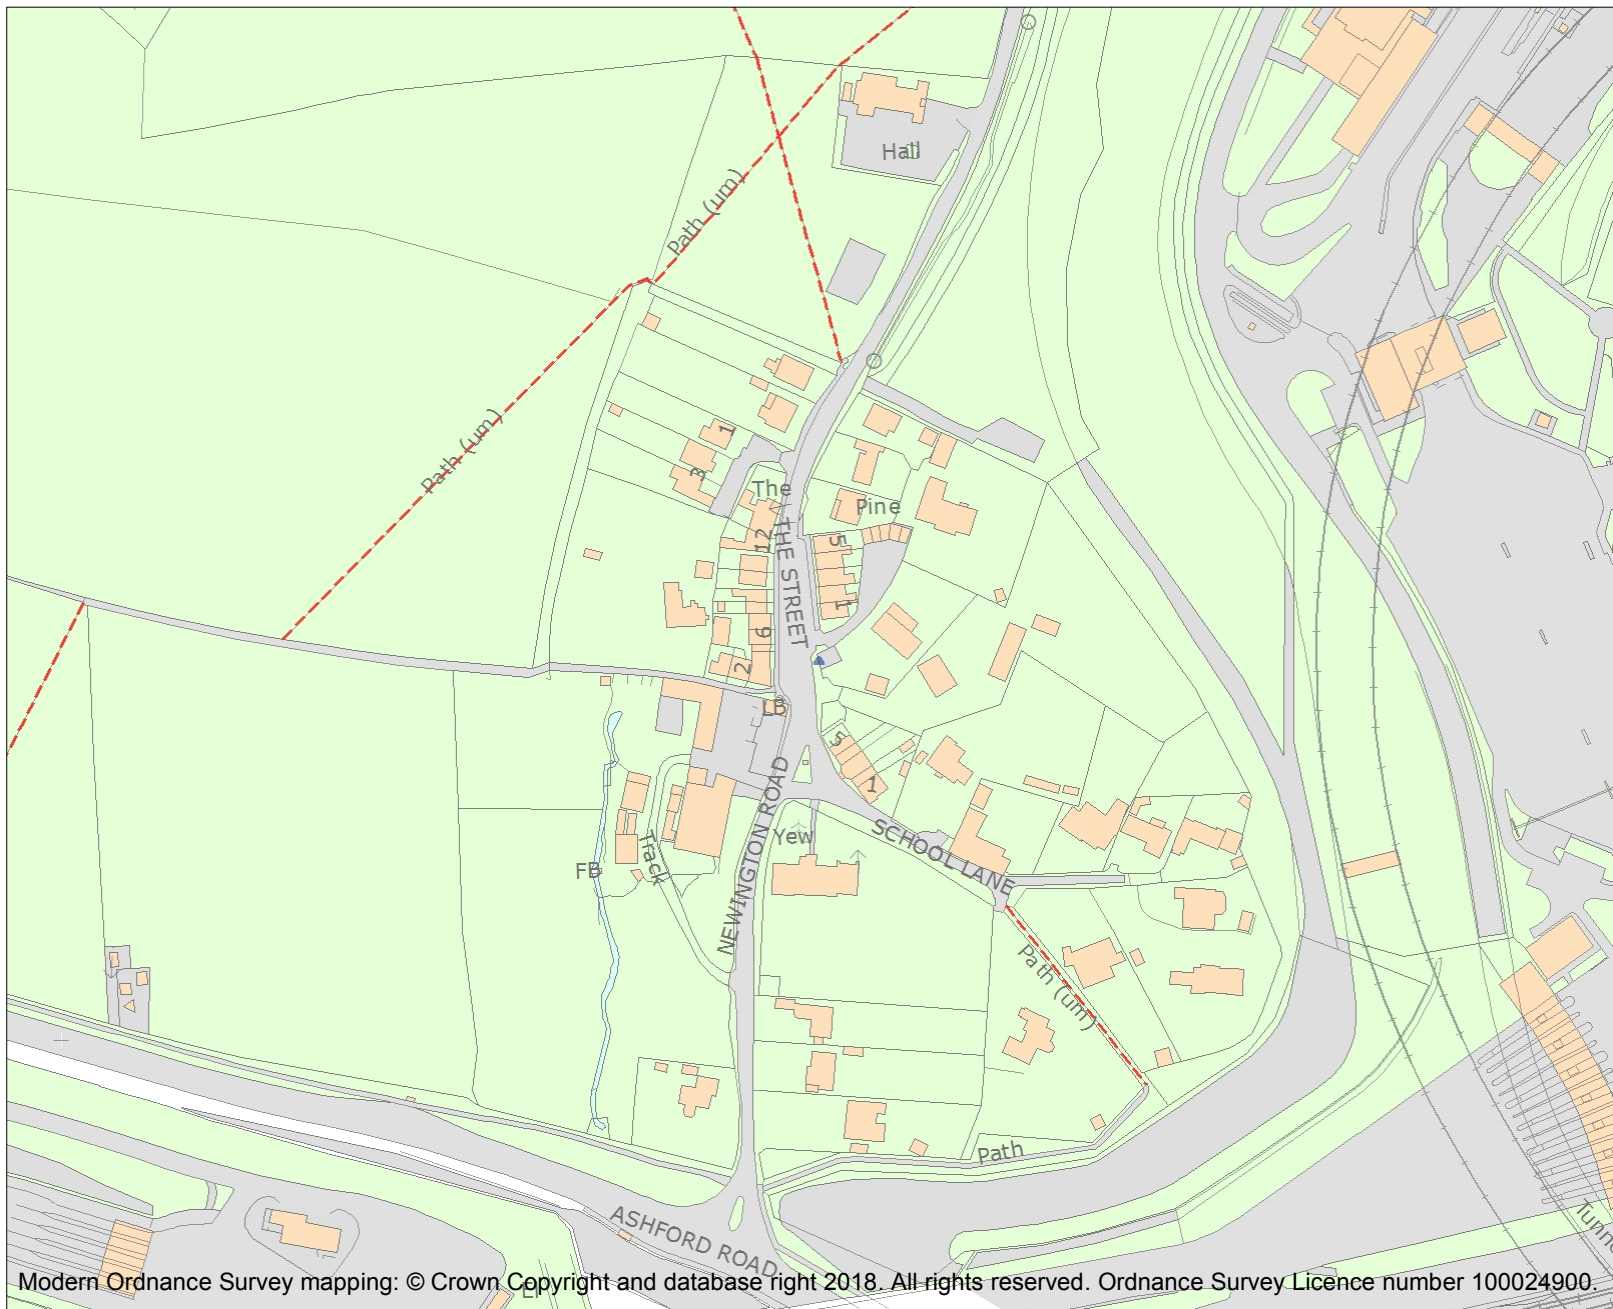 Hall
Path (um)
Path (um)
1
3
The
Pine
12
5
THE STREET
1
6
2
LB
5
1
NEWINGTON ROAD
Yew
SCHOOL LANE
Track
FB
Path (um)
Path
ASHFORD ROAD
Modern Ordnance Survey mapping: © Crown Copyright and database right 2018. All rights reserved. Ordnance Survey Licence number 100024900.